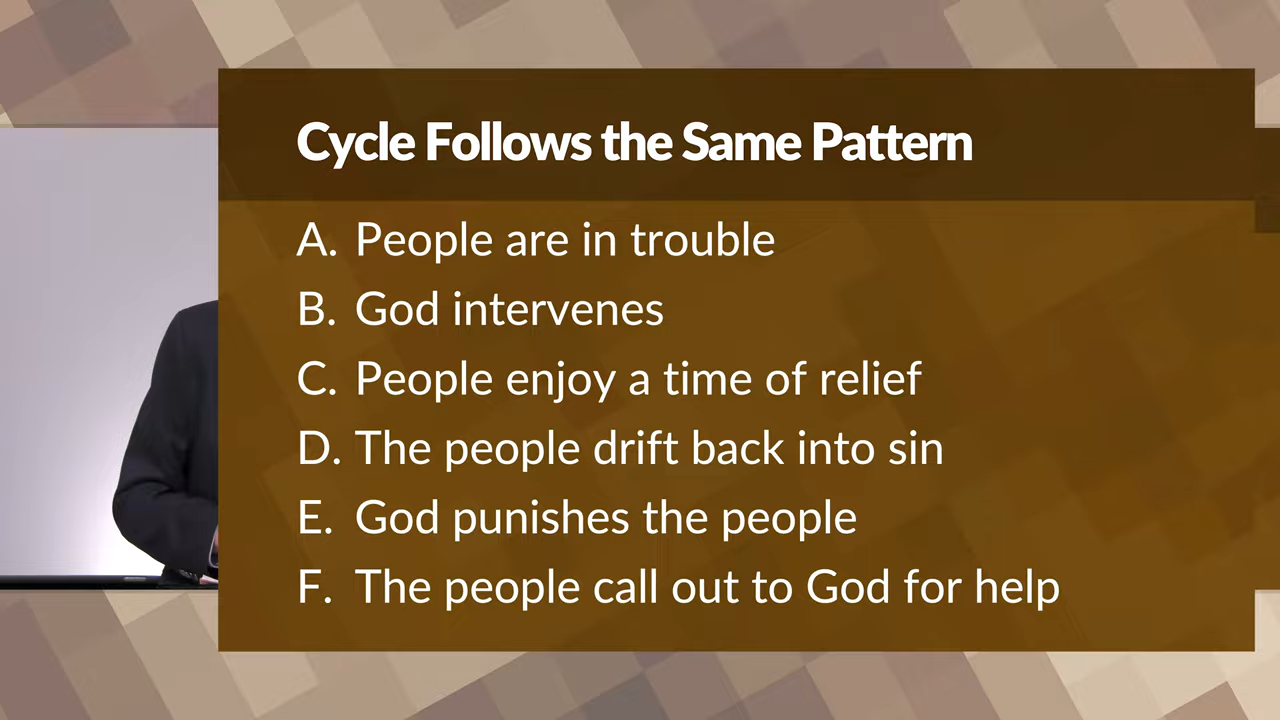 Cycle Follows the Same Pattern
A. People are in trouble
B. God intervenes
C. People enjoy a time of relief
D. The people drift back into sin
E. God punishes the people
F. The people call out to God for help